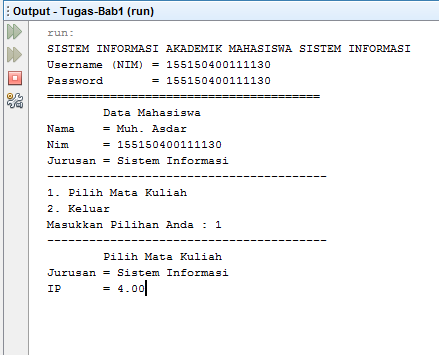 Output - Tugas-Bab1 (run)
run:
SISTEM INFORMASI AKADEMIK MAHASISWA SISTEM INFORMASI
Username (NIM) = 155150400111130
Password       = 155150400111130
=======================================
        Data Mahasiswa
Nama    = Muh. Asdar
Nim     = 155150400111130
Jurusan = Sistem Informasi
----------------------------------------
1. Pilih Mata Kuliah
2. Keluar
Masukkan Pilihan Anda : 1
----------------------------------------
        Pilih Mata Kuliah
Jurusan = Sistem Informasi
IP      = 4.00